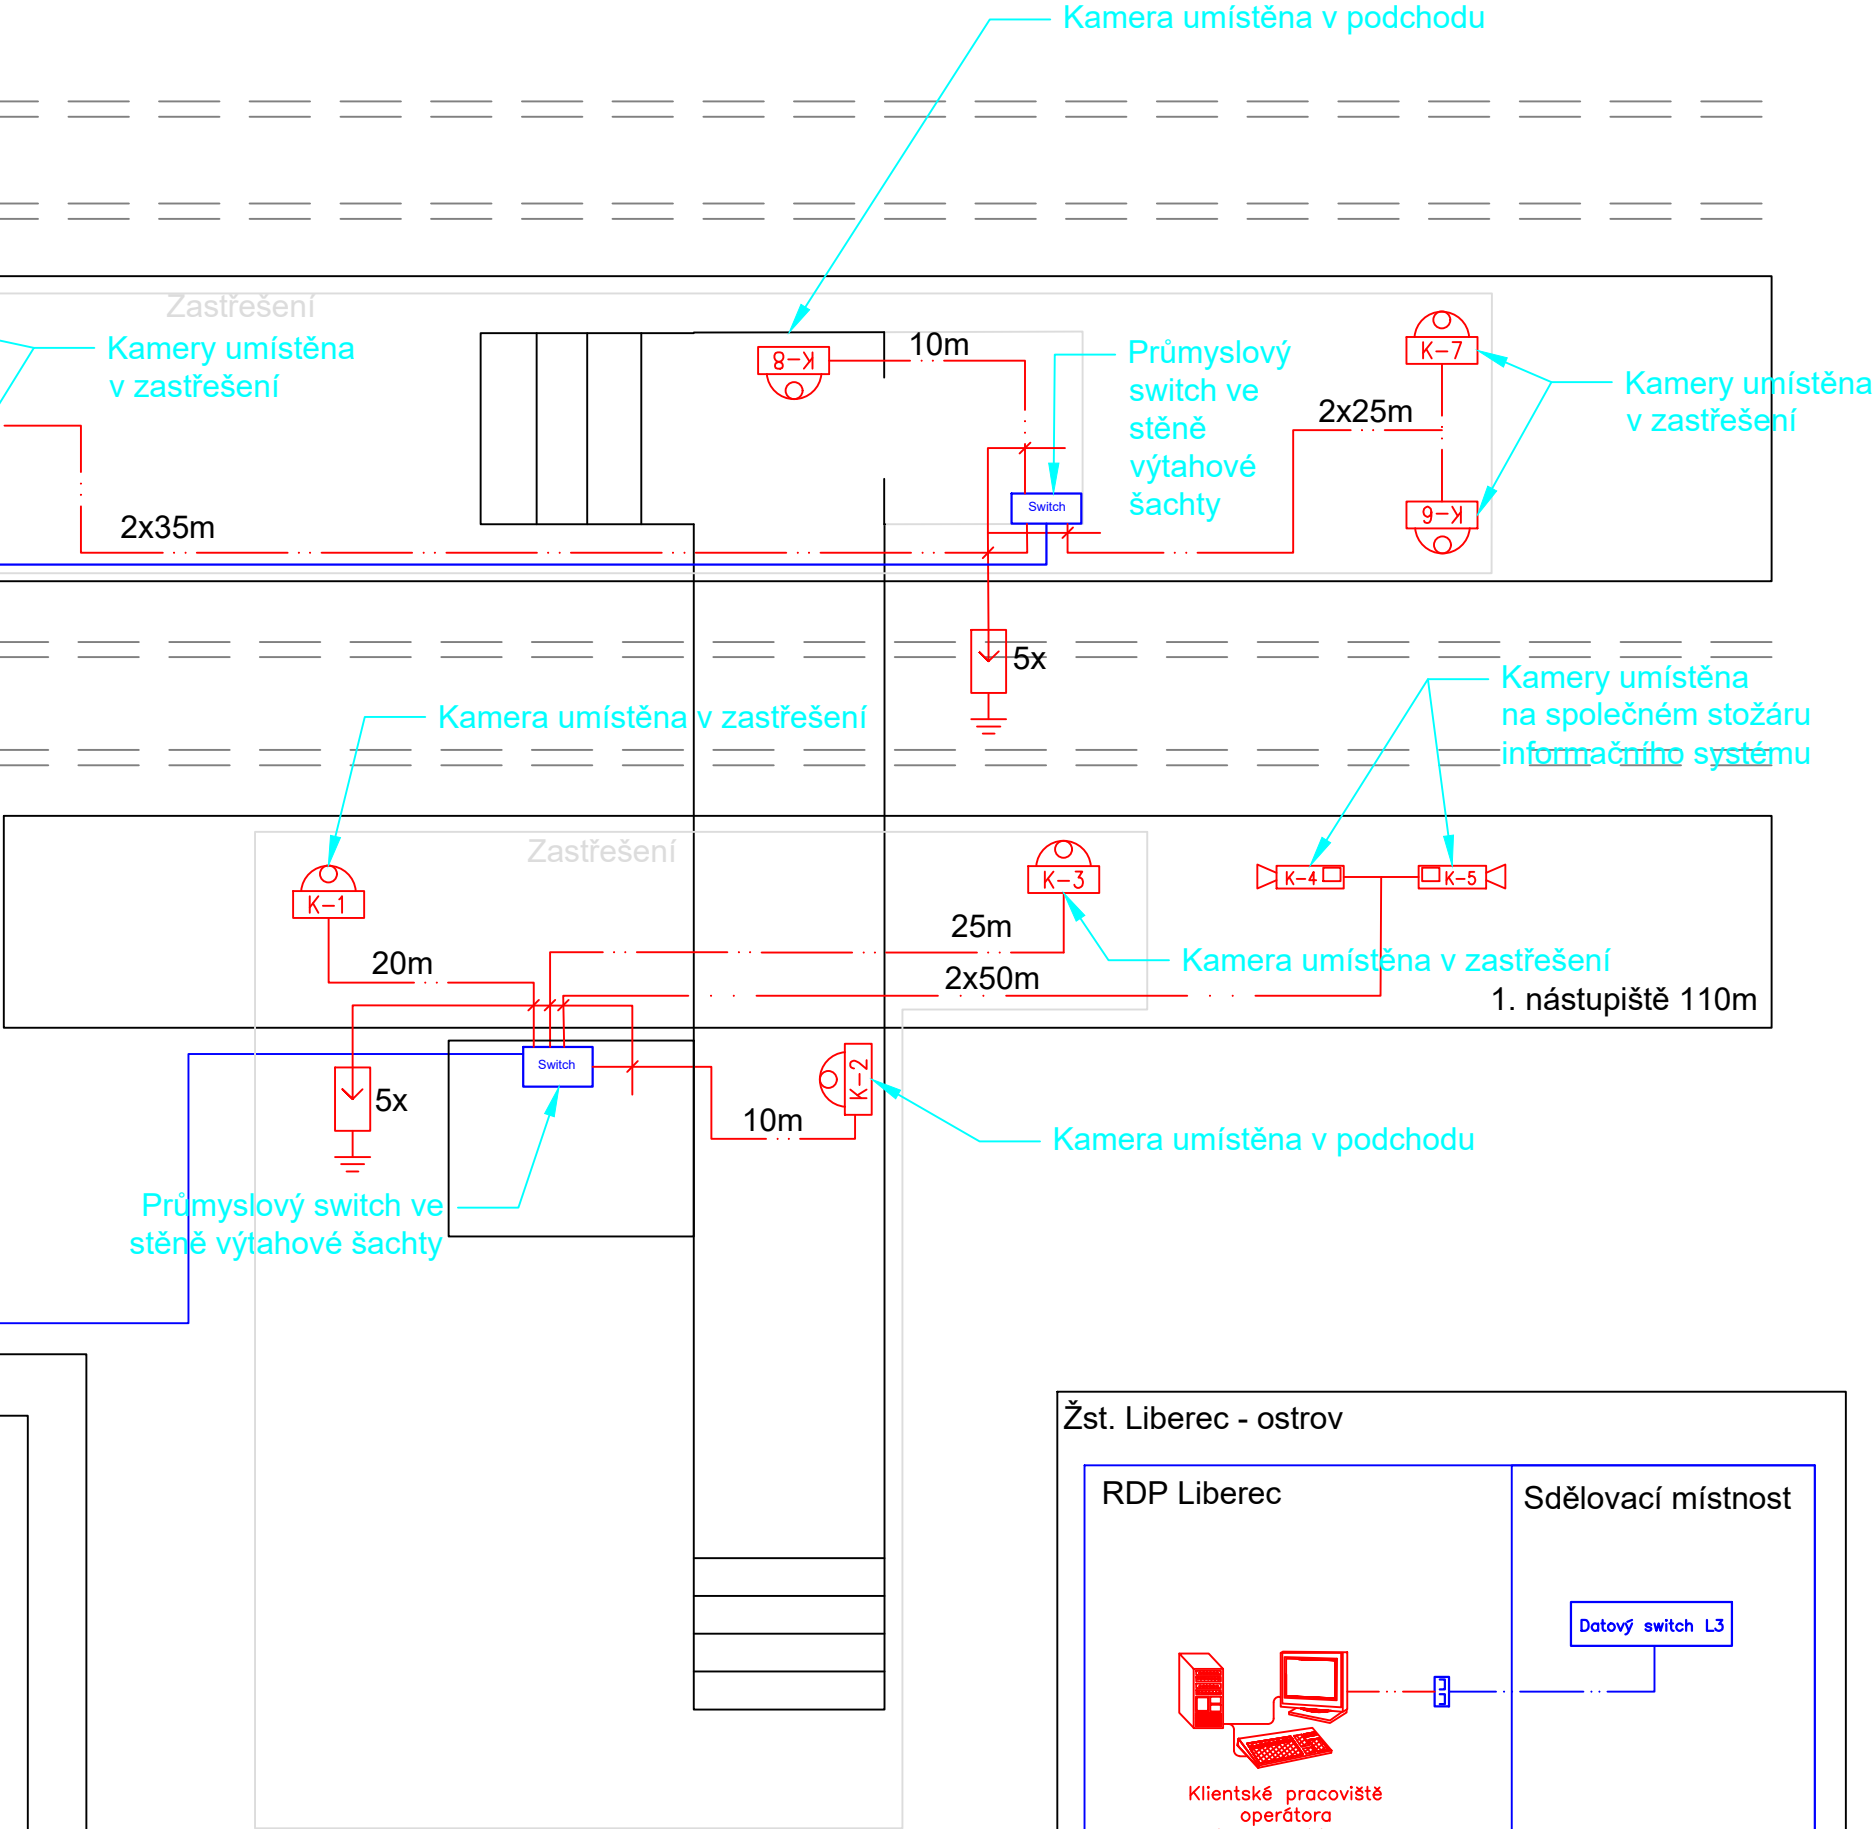 Kamera umístěna v podchodu
Zastřešení
Kamery umístěna
v zastřešení
K-8
10m
Průmyslový
switch ve
stěně
výtahové
šachty
K-7
Kamery umístěna
v zastřešení
2x25m
2x35m
Switch
K-6
5x
Kamery umístěna
na společném stožáru
informačního systému
Kamera umístěna v zastřešení
Zastřešení
K-1
K-3
K-4
K-5
25m
20m
Kamera umístěna v zastřešení
2x50m
1. nástupiště 110m
Switch
K-2
5x
10m
Kamera umístěna v podchodu
Průmyslový switch ve
stěně výtahové šachty
Žst. Liberec - ostrov
RDP Liberec
Sdělovací místnost
Datový switch L3
Klientské pracoviště
operátora